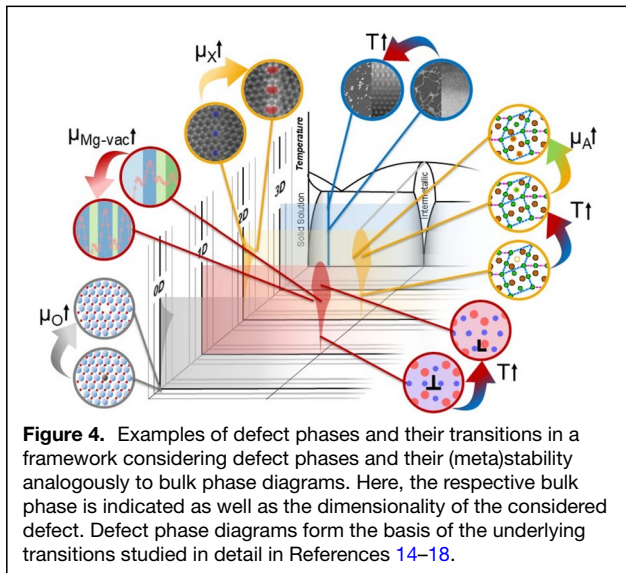 μX↑
T↑
μMg-vac↑
μA↑
Temperature
3D
Solid Solution
Intermetallic
2D
1D
T↑
0D
μO↑
T↑
Figure 4. Examples of defect phases and their transitions in a
framework considering defect phases and their (meta)stability
analogously to bulk phase diagrams. Here, the respective bulk
phase is indicated as well as the dimensionality of the considered
defect. Defect phase diagrams form the basis of the underlying
transitions studied in detail in References 14–18.